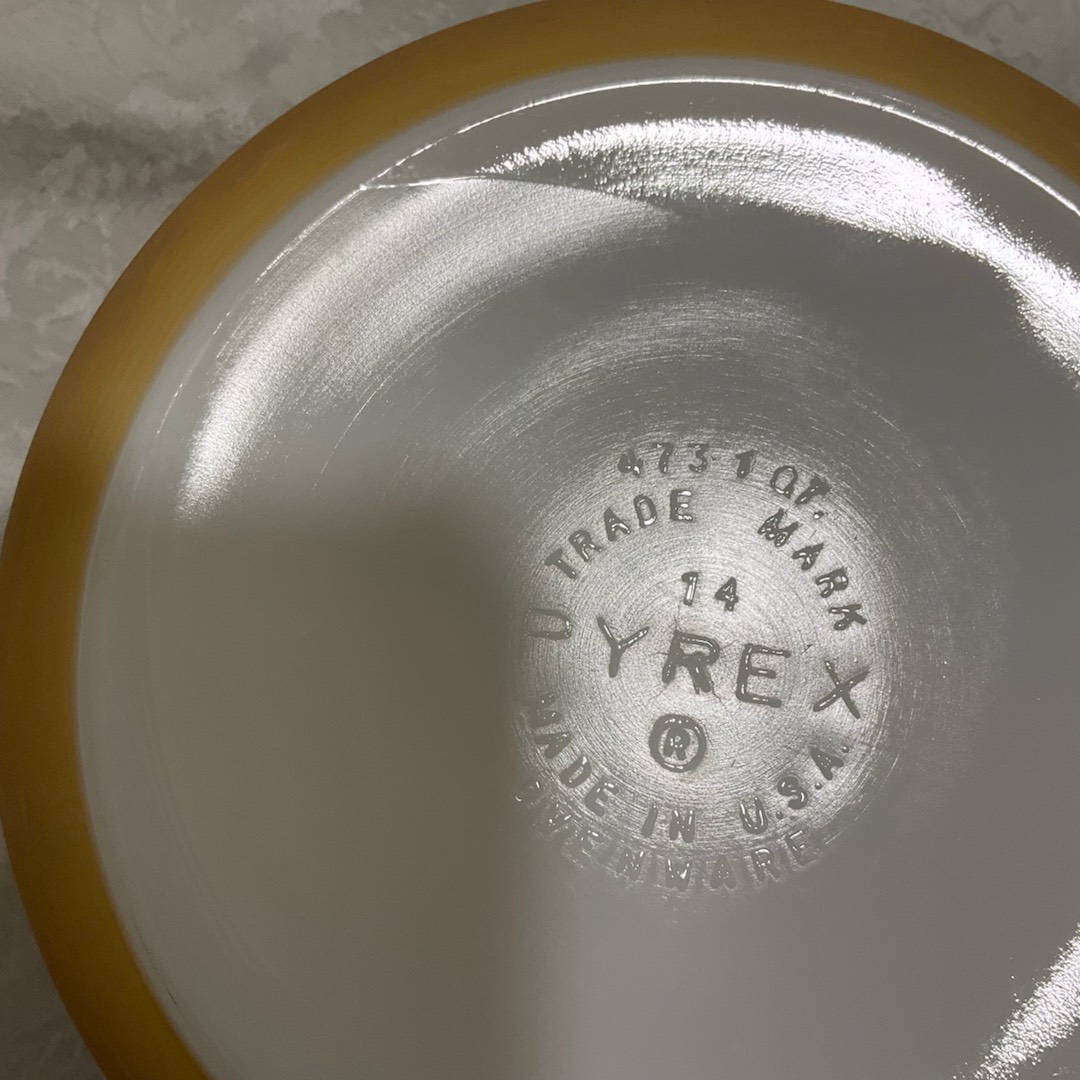 473-1 QT.
TRADE MARK
14
PYREX
®
MADE IN U.S.A.
OVENWARE